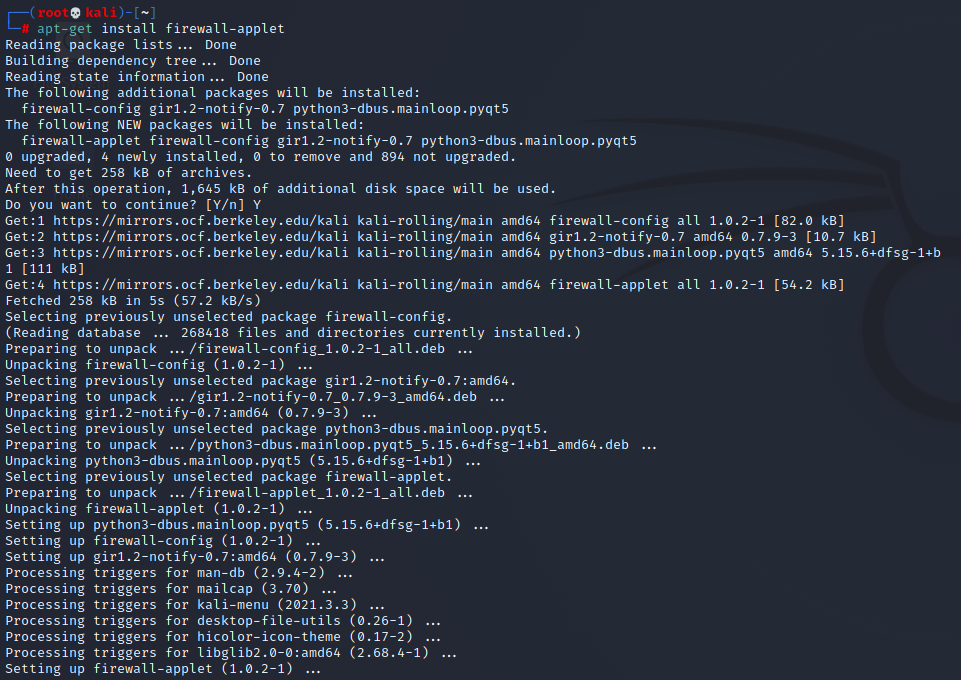 ┌──(root💀kali)-[~]
└─# apt-get install firewall-applet
Reading package lists... Done
Building dependency tree... Done
Reading state information... Done
The following additional packages will be installed:
  firewall-config gir1.2-notify-0.7 python3-dbus.mainloop.pyqt5
The following NEW packages will be installed:
  firewall-applet firewall-config gir1.2-notify-0.7 python3-dbus.mainloop.pyqt5
0 upgraded, 4 newly installed, 0 to remove and 894 not upgraded.
Need to get 258 kB of archives.
After this operation, 1,645 kB of additional disk space will be used.
Do you want to continue? [Y/n] Y
Get:1 https://mirrors.ocf.berkeley.edu/kali kali-rolling/main amd64 firewall-config all 1.0.2-1 [82.0 kB]
Get:2 https://mirrors.ocf.berkeley.edu/kali kali-rolling/main amd64 gir1.2-notify-0.7 amd64 0.7.9-3 [10.7 kB]
Get:3 https://mirrors.ocf.berkeley.edu/kali kali-rolling/main amd64 python3-dbus.mainloop.pyqt5 amd64 5.15.6+dfsg-1+b
1 [111 kB]
Get:4 https://mirrors.ocf.berkeley.edu/kali kali-rolling/main amd64 firewall-applet all 1.0.2-1 [54.2 kB]
Fetched 258 kB in 5s (57.2 kB/s)
Selecting previously unselected package firewall-config.
(Reading database ... 268418 files and directories currently installed.)
Preparing to unpack .../firewall-config_1.0.2-1_all.deb ...
Unpacking firewall-config (1.0.2-1) ...
Selecting previously unselected package gir1.2-notify-0.7:amd64.
Preparing to unpack .../gir1.2-notify-0.7_0.7.9-3_amd64.deb ...
Unpacking gir1.2-notify-0.7:amd64 (0.7.9-3) ...
Selecting previously unselected package python3-dbus.mainloop.pyqt5.
Preparing to unpack .../python3-dbus.mainloop.pyqt5_5.15.6+dfsg-1+b1_amd64.deb ...
Unpacking python3-dbus.mainloop.pyqt5 (5.15.6+dfsg-1+b1) ...
Selecting previously unselected package firewall-applet.
Preparing to unpack .../firewall-applet_1.0.2-1_all.deb ...
Unpacking firewall-applet (1.0.2-1) ...
Setting up python3-dbus.mainloop.pyqt5 (5.15.6+dfsg-1+b1) ...
Setting up firewall-config (1.0.2-1) ...
Setting up gir1.2-notify-0.7:amd64 (0.7.9-3) ...
Processing triggers for man-db (2.9.4-2) ...
Processing triggers for mailcap (3.70) ...
Processing triggers for kali-menu (2021.3.3) ...
Processing triggers for desktop-file-utils (0.26-1) ...
Processing triggers for hicolor-icon-theme (0.17-2) ...
Processing triggers for libglib2.0-0:amd64 (2.68.4-1) ...
Setting up firewall-applet (1.0.2-1) ...